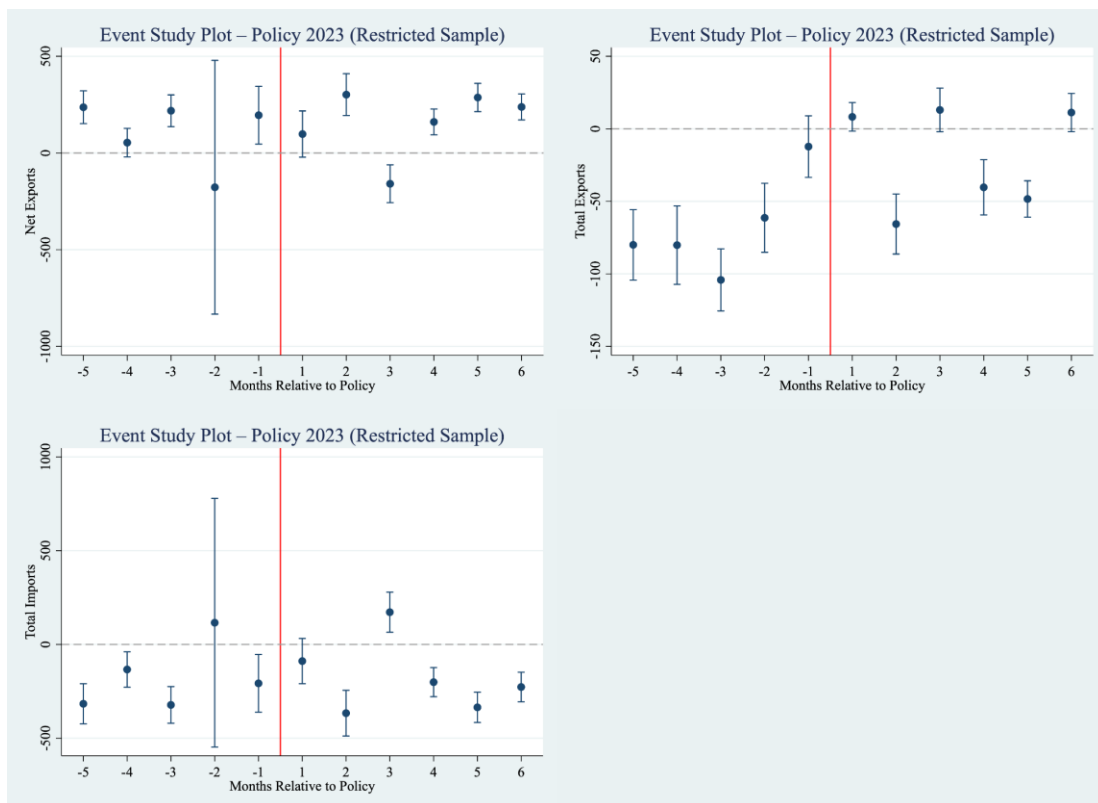 Event Study Plot – Policy 2023 (Restricted Sample)
500
0
-500
-1000
Net Exports
-5 -4 -3 -2 -1 1 2 3 4 5 6
Months Relative to Policy
Event Study Plot – Policy 2023 (Restricted Sample)
50
0
-50
-100
-150
Total Exports
-5 -4 -3 -2 -1 1 2 3 4 5 6
Months Relative to Policy
Event Study Plot – Policy 2023 (Restricted Sample)
1000
500
0
-500
Total Imports
-5 -4 -3 -2 -1 1 2 3 4 5 6
Months Relative to Policy